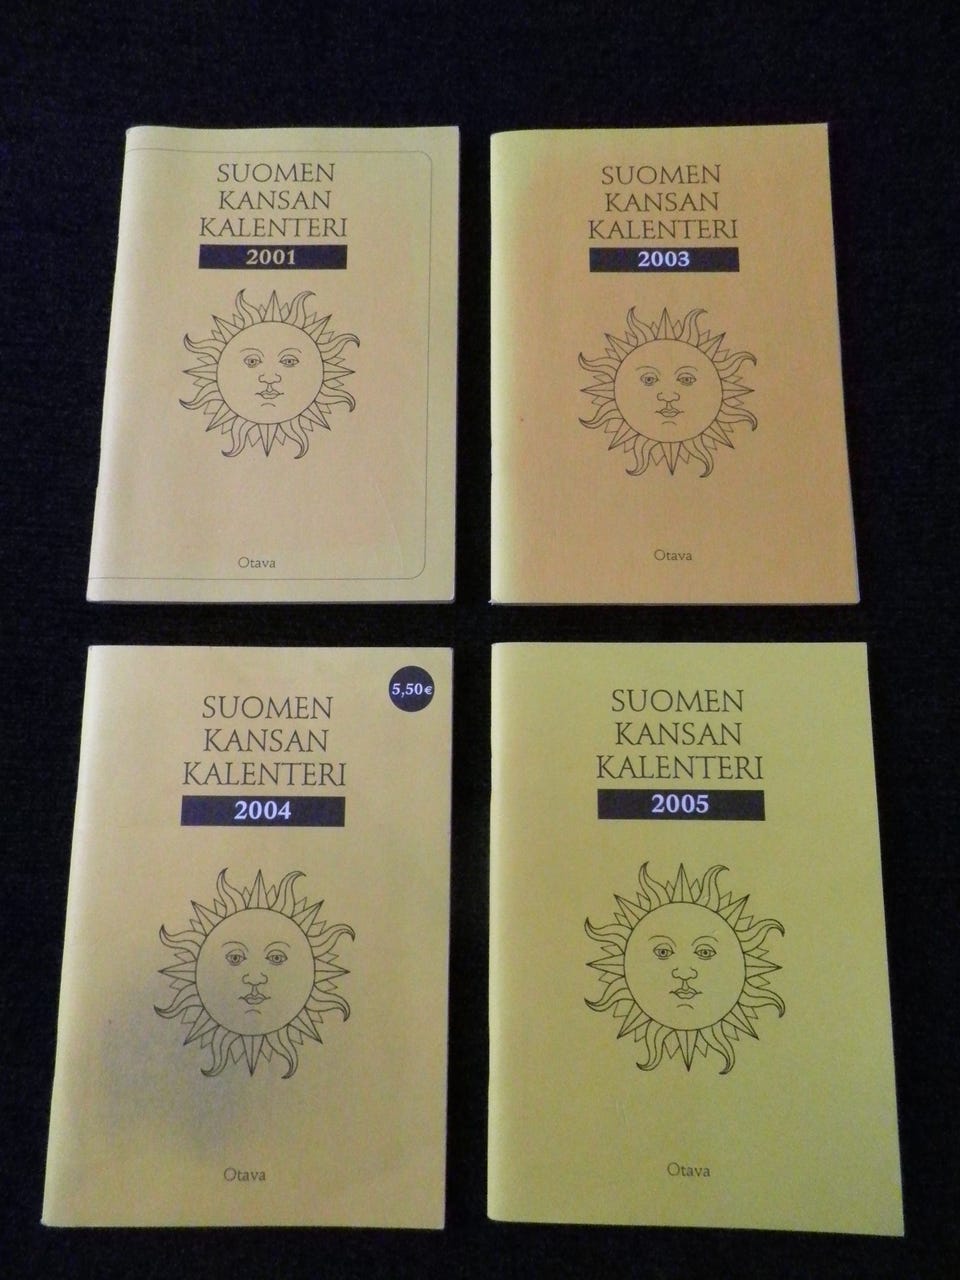 SUOMEN
KANSAN
KALENTERI
2001
Otava
SUOMEN
KANSAN
KALENTERI
2003
Otava
5,50€
SUOMEN
KANSAN
KALENTERI
2004
Otava
SUOMEN
KANSAN
KALENTERI
2005
Otava